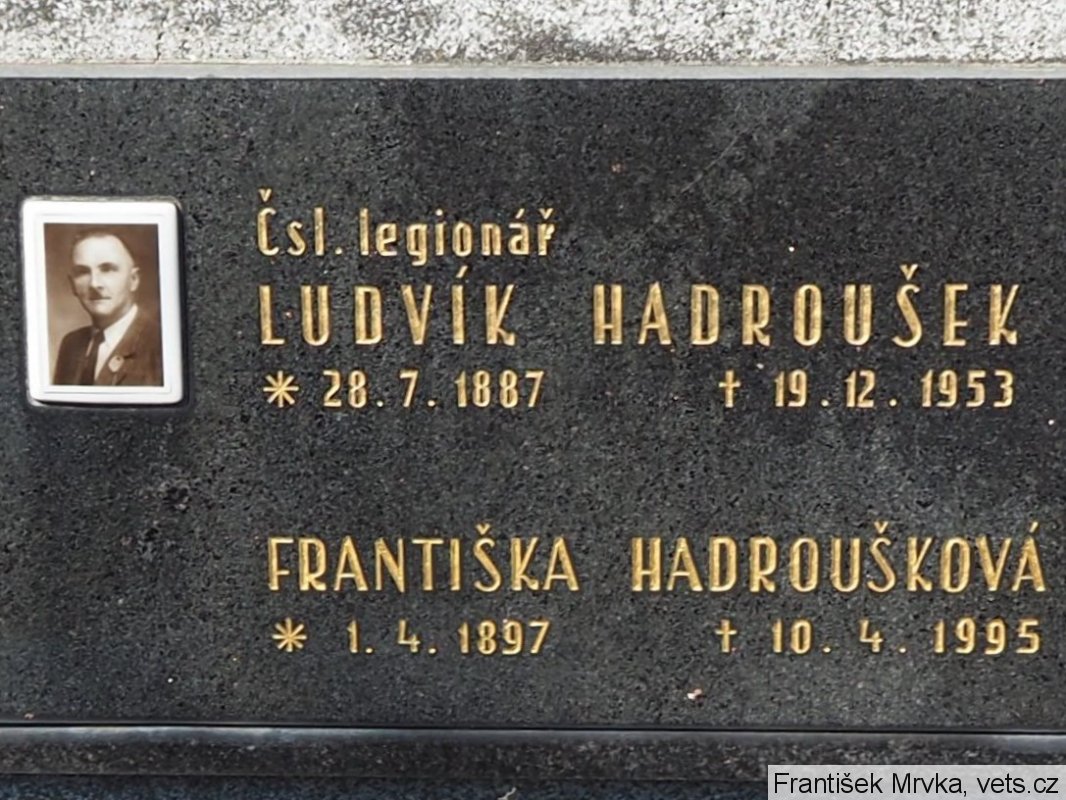 Čsl. legionář
LUDVÍK HADROUŠEK
* 28. 7. 1887 † 19. 12. 1953
FRANTIŠKA HADROUŠKOVÁ
* 1. 4. 1897 † 10. 4. 1995
František Mrvka, vets.cz